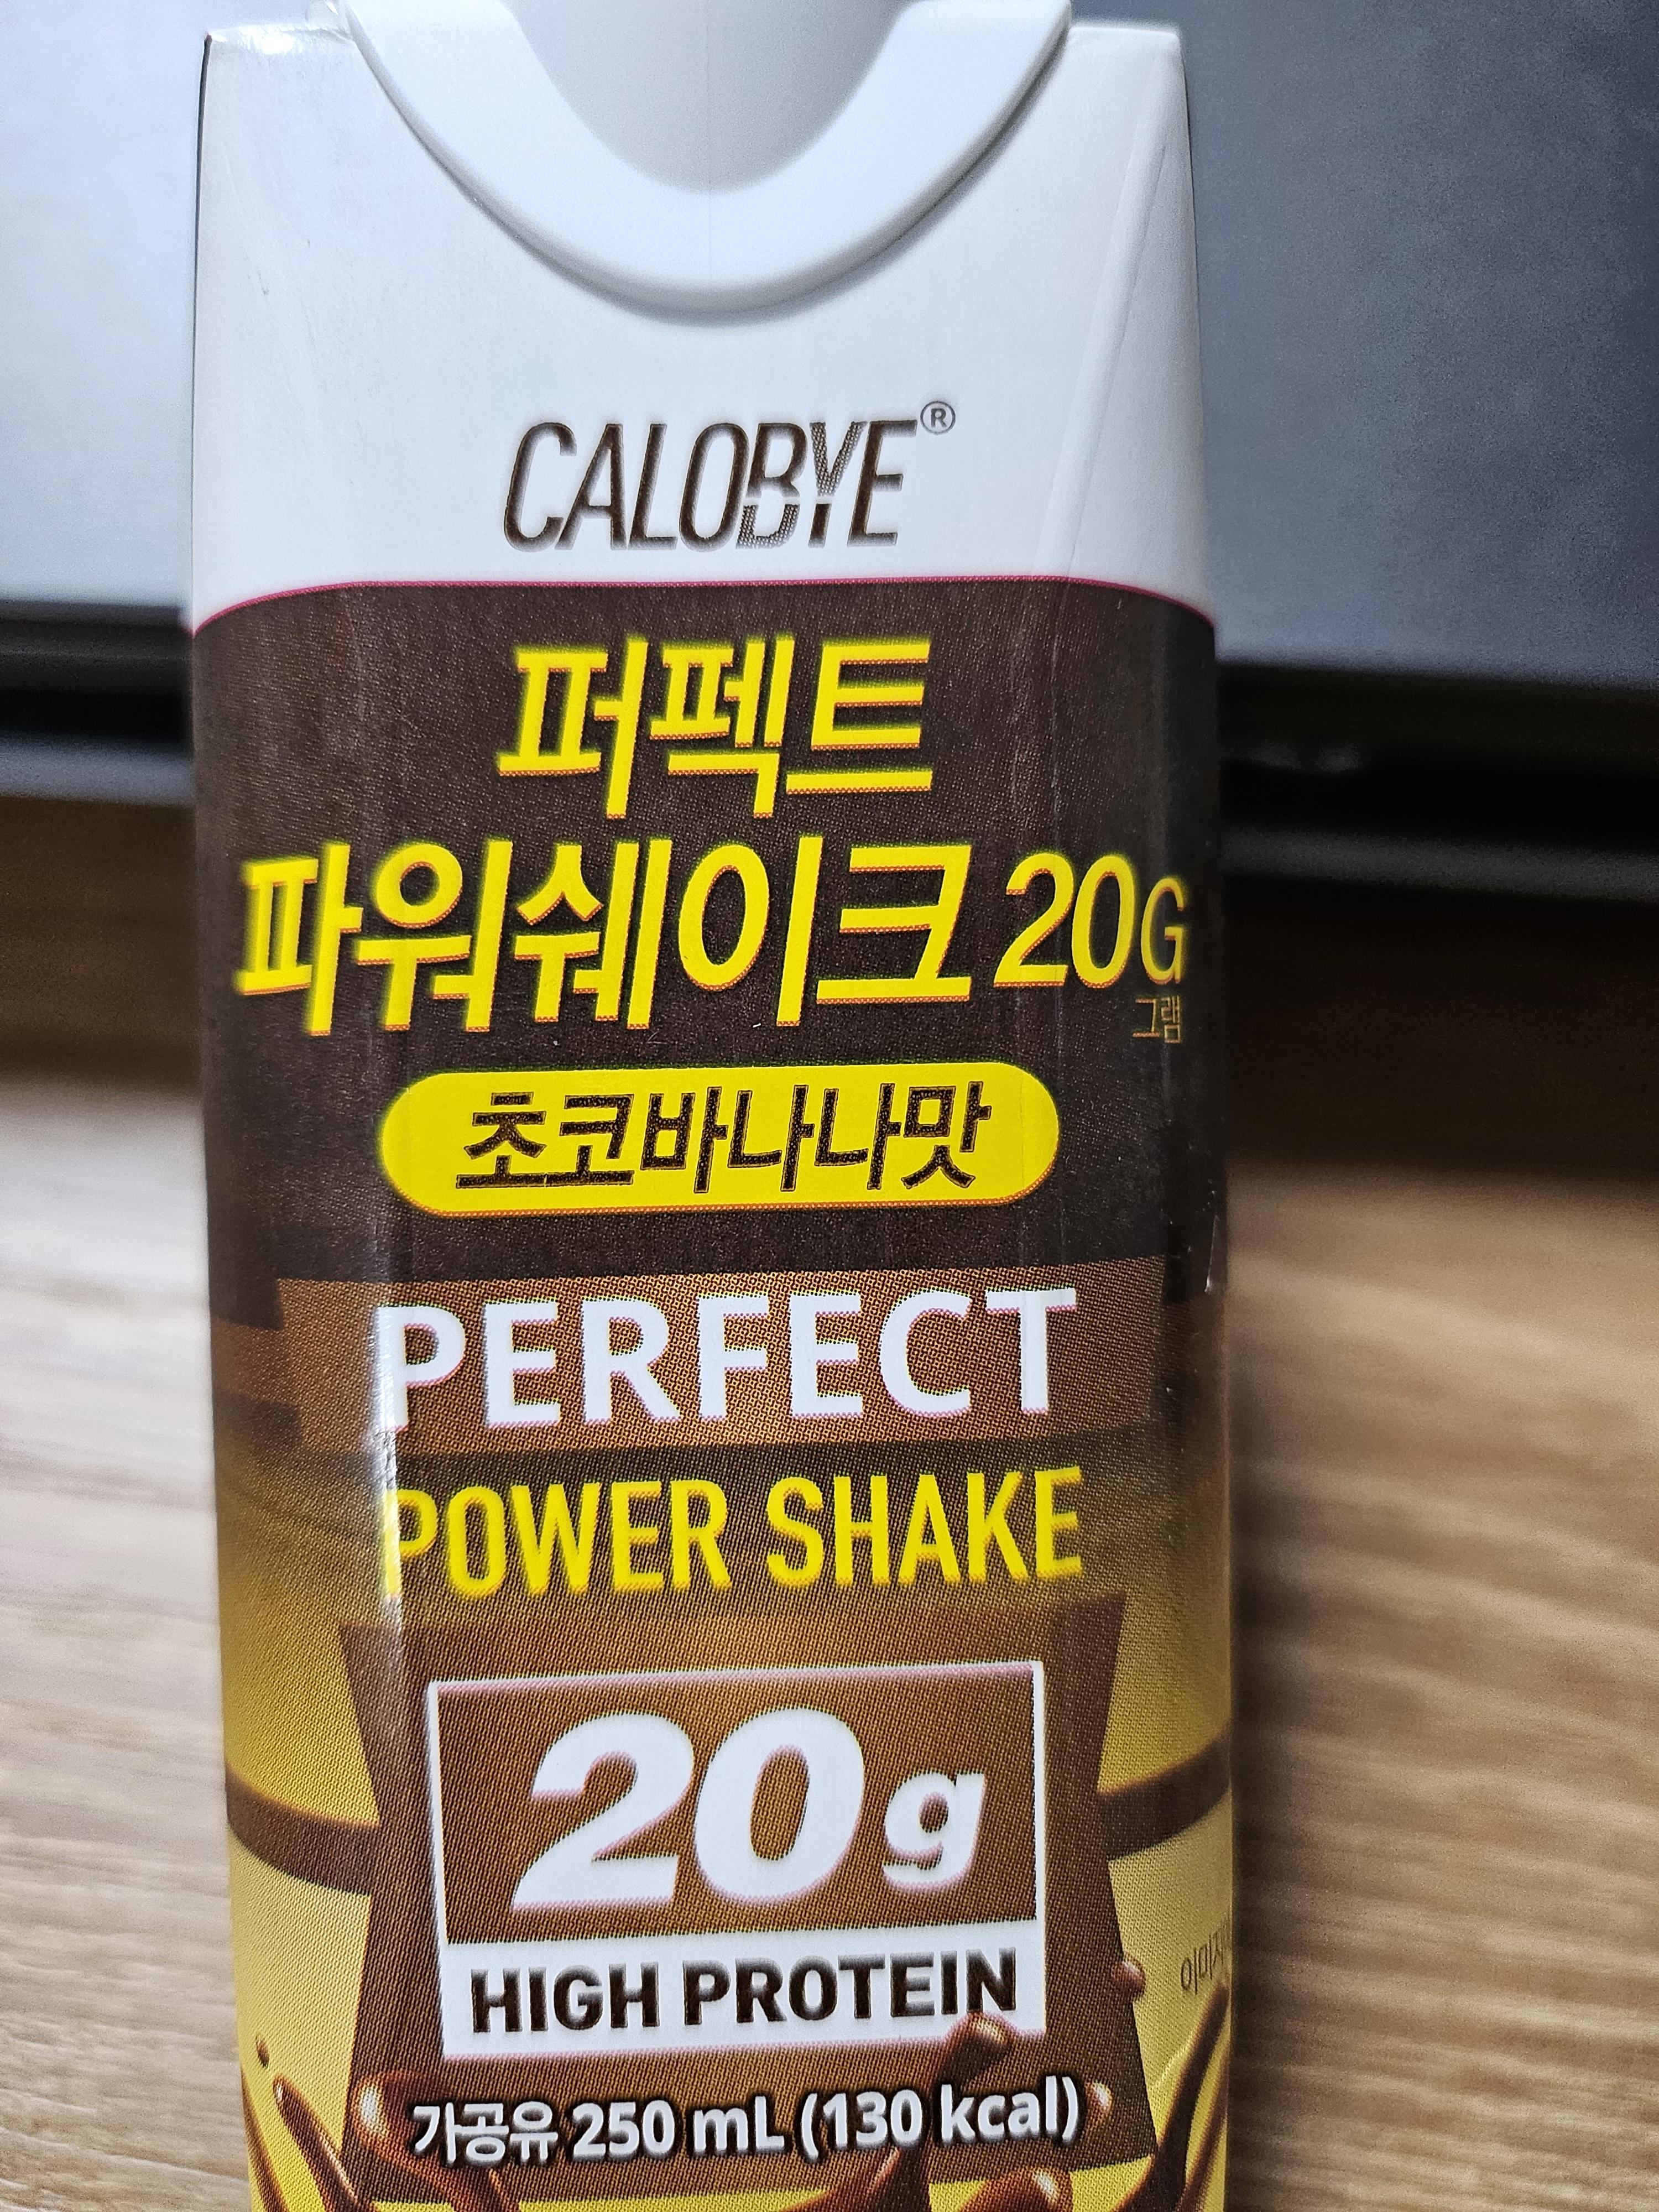 CALOBYE®
퍼펙트
파워쉐이크 20G
그램
초코바나나맛
PERFECT
POWER SHAKE
20g
HIGH PROTEIN
가공유 250 mL (130 kcal)